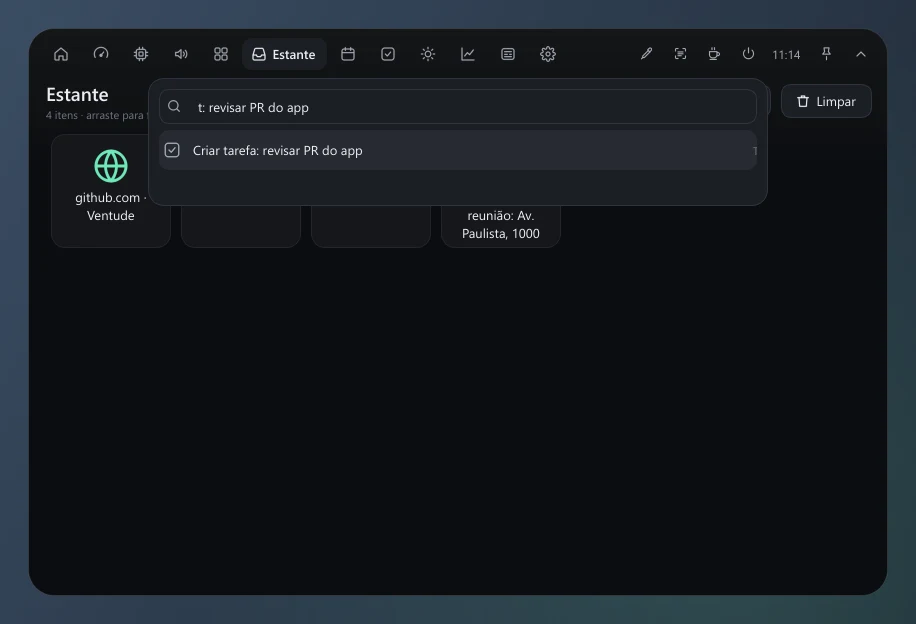 Estante
11:14
Estante
4 itens · arraste para
Limpar
t: revisar PR do app
Criar tarefa: revisar PR do app
github.com ·
Ventude
reunião: Av.
Paulista, 1000